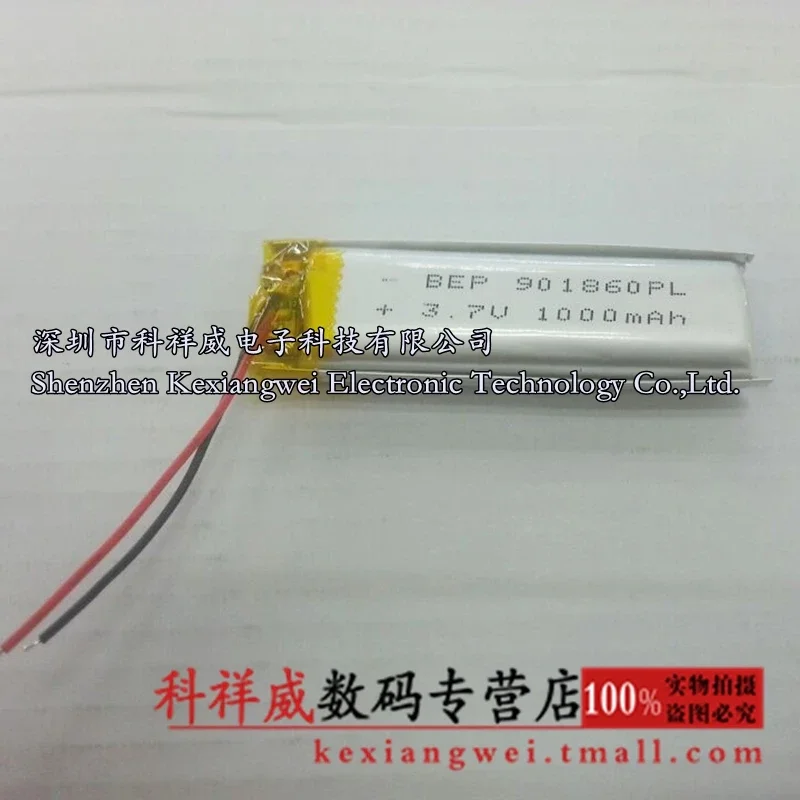 - BEP 901860PL
+ 3.7V 1000mAh
深圳市科祥威电子科技有限公司
Shenzhen Kexiangwei Electronic Technology Co.,Ltd.
科祥威数码专营店 100% 实物拍摄
盗图必究
kexiangwei.tmall.com